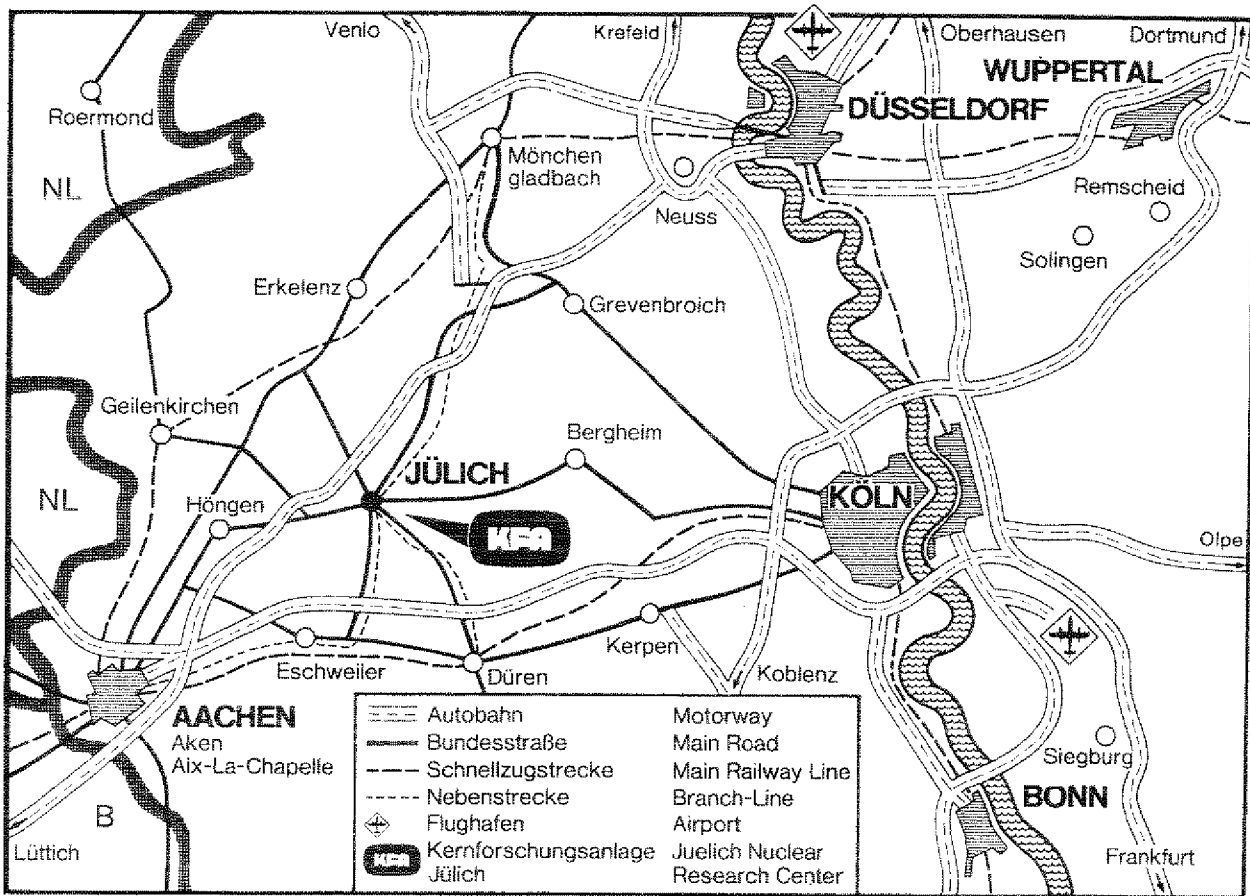 Venlo
Krefeld
Oberhausen
Dortmund
WUPPERTAL
DÜSSELDORF
Roermond
NL
Mönchen
gladbach
Neuss
Remscheid
Solingen
Erkelenz
Grevenbroich
Geilenkirchen
Bergheim
JÜLICH
NL
Höngen
KÖLN
KFA
Olpe
Eschweiler
Düren
Kerpen
Koblenz
AACHEN
Aken
Aix-La-Chapelle
Siegburg
BONN
B
Lüttich
Frankfurt
Autobahn Motorway
Bundesstraße Main Road
Schnellzugstrecke Main Railway Line
Nebenstrecke Branch-Line
Flughafen Airport
KFA Kernforschungsanlage Juelich Nuclear
Jülich Research Center